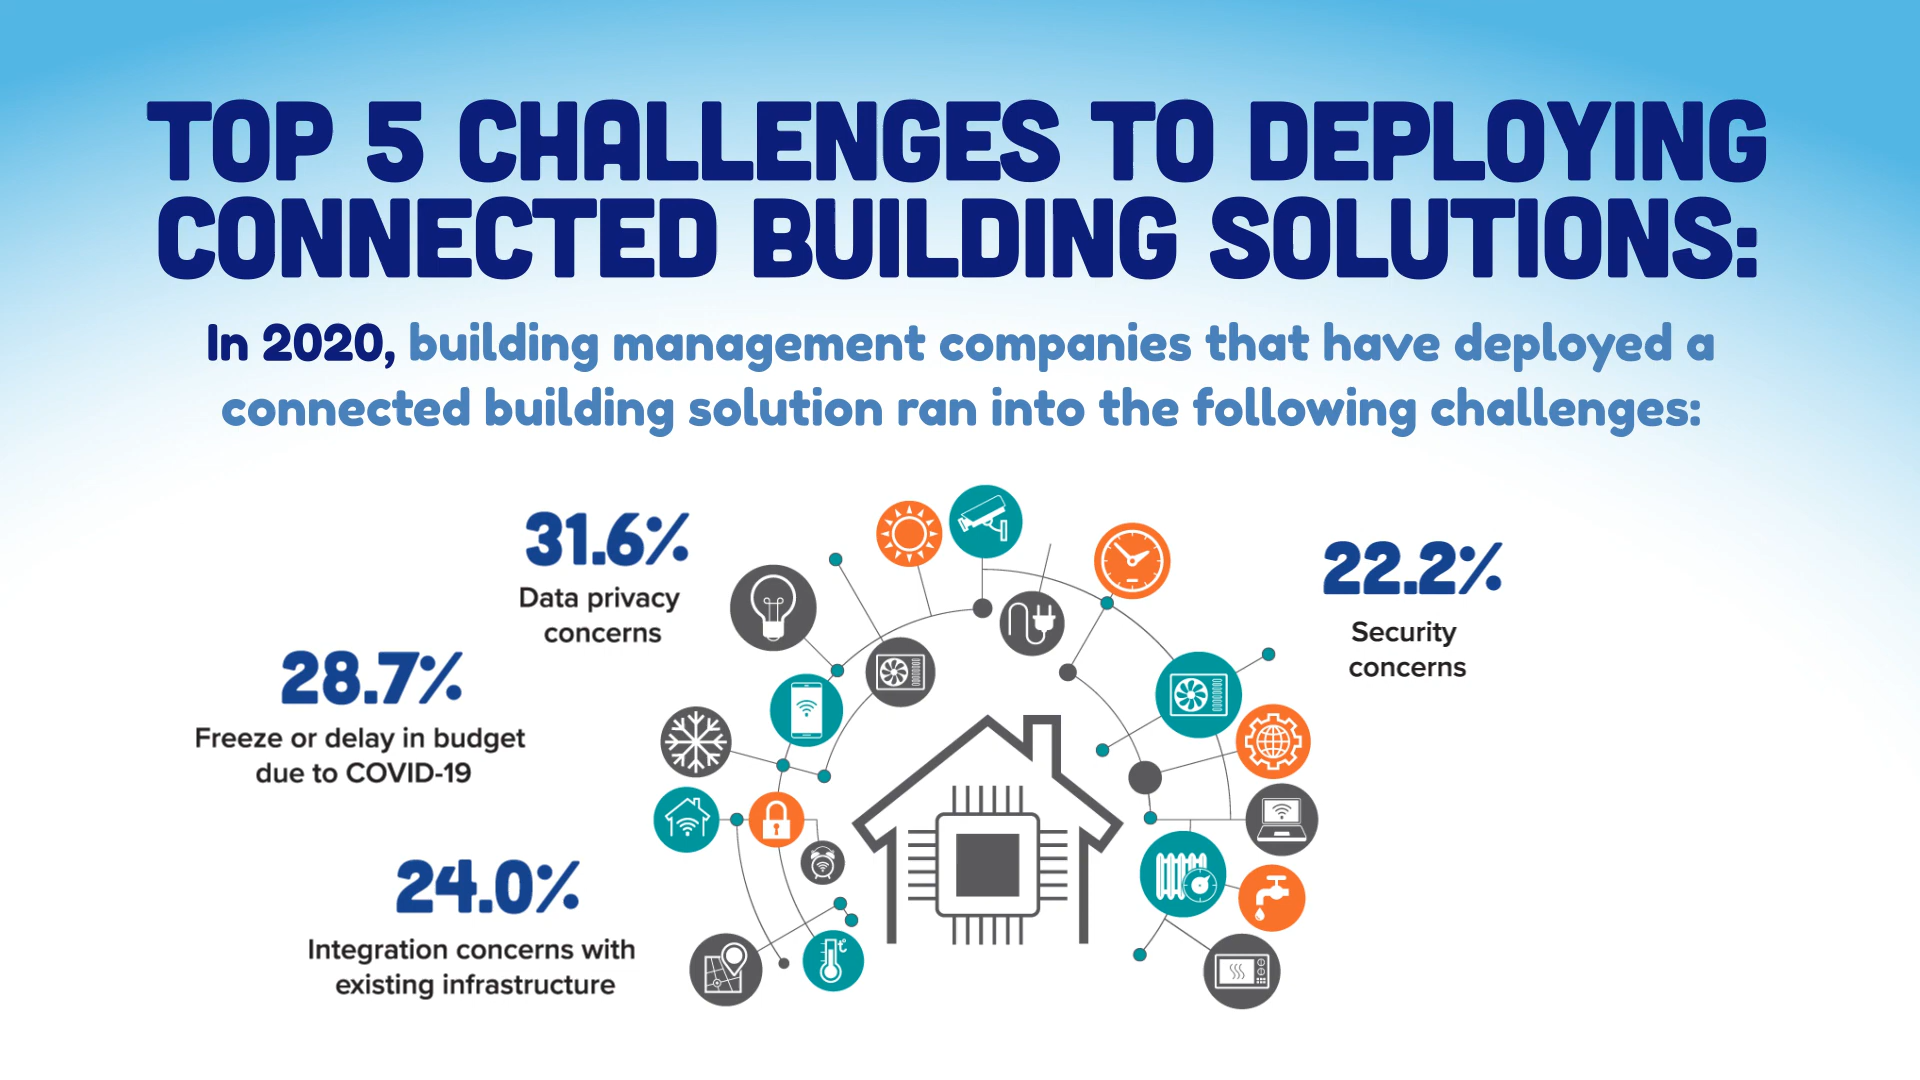 TOP 5 CHALLENGES TO DEPLOYING
CONNECTED BUILDING SOLUTIONS:
In 2020, building management companies that have deployed a
connected building solution ran into the following challenges:
31.6%
Data privacy
concerns
28.7%
Freeze or delay in budget
due to COVID-19
24.0%
Integration concerns with
existing infrastructure
22.2%
Security
concerns
t°